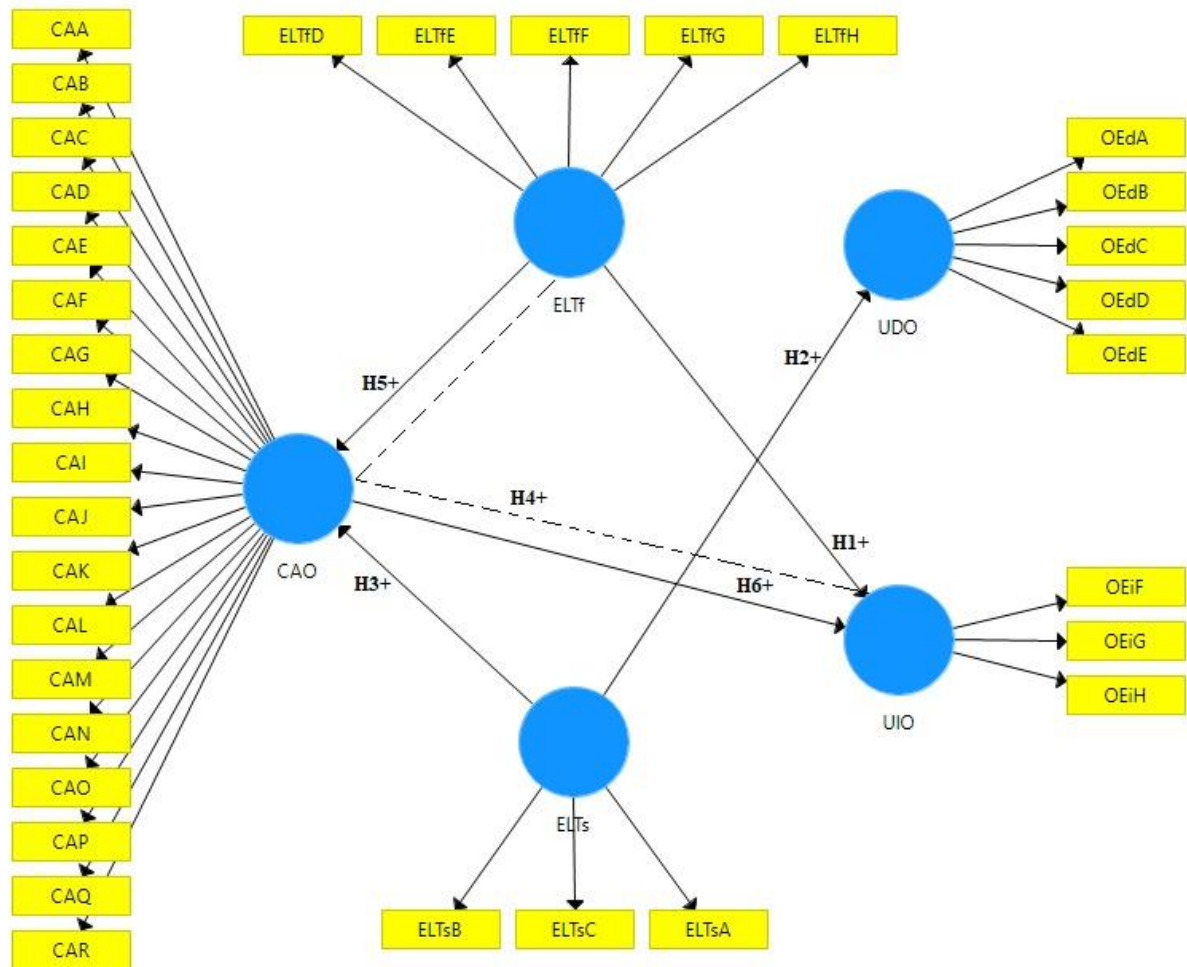 CAA
CAB
CAC
CAD
CAE
CAF
CAG
CAH
CAI
CAJ
CAK
CAL
CAM
CAN
CAO
CAP
CAQ
CAR
ELTfD
ELTfE
ELTfF
ELTfG
ELTfH
ELTf
OEdA
OEdB
OEdC
OEdD
OEdE
UDO
H2+
H5+
H4+
H1+
CAO
H3+
H6+
OEiF
OEiG
OEiH
UIO
ELTs
ELTsB
ELTsC
ELTsA